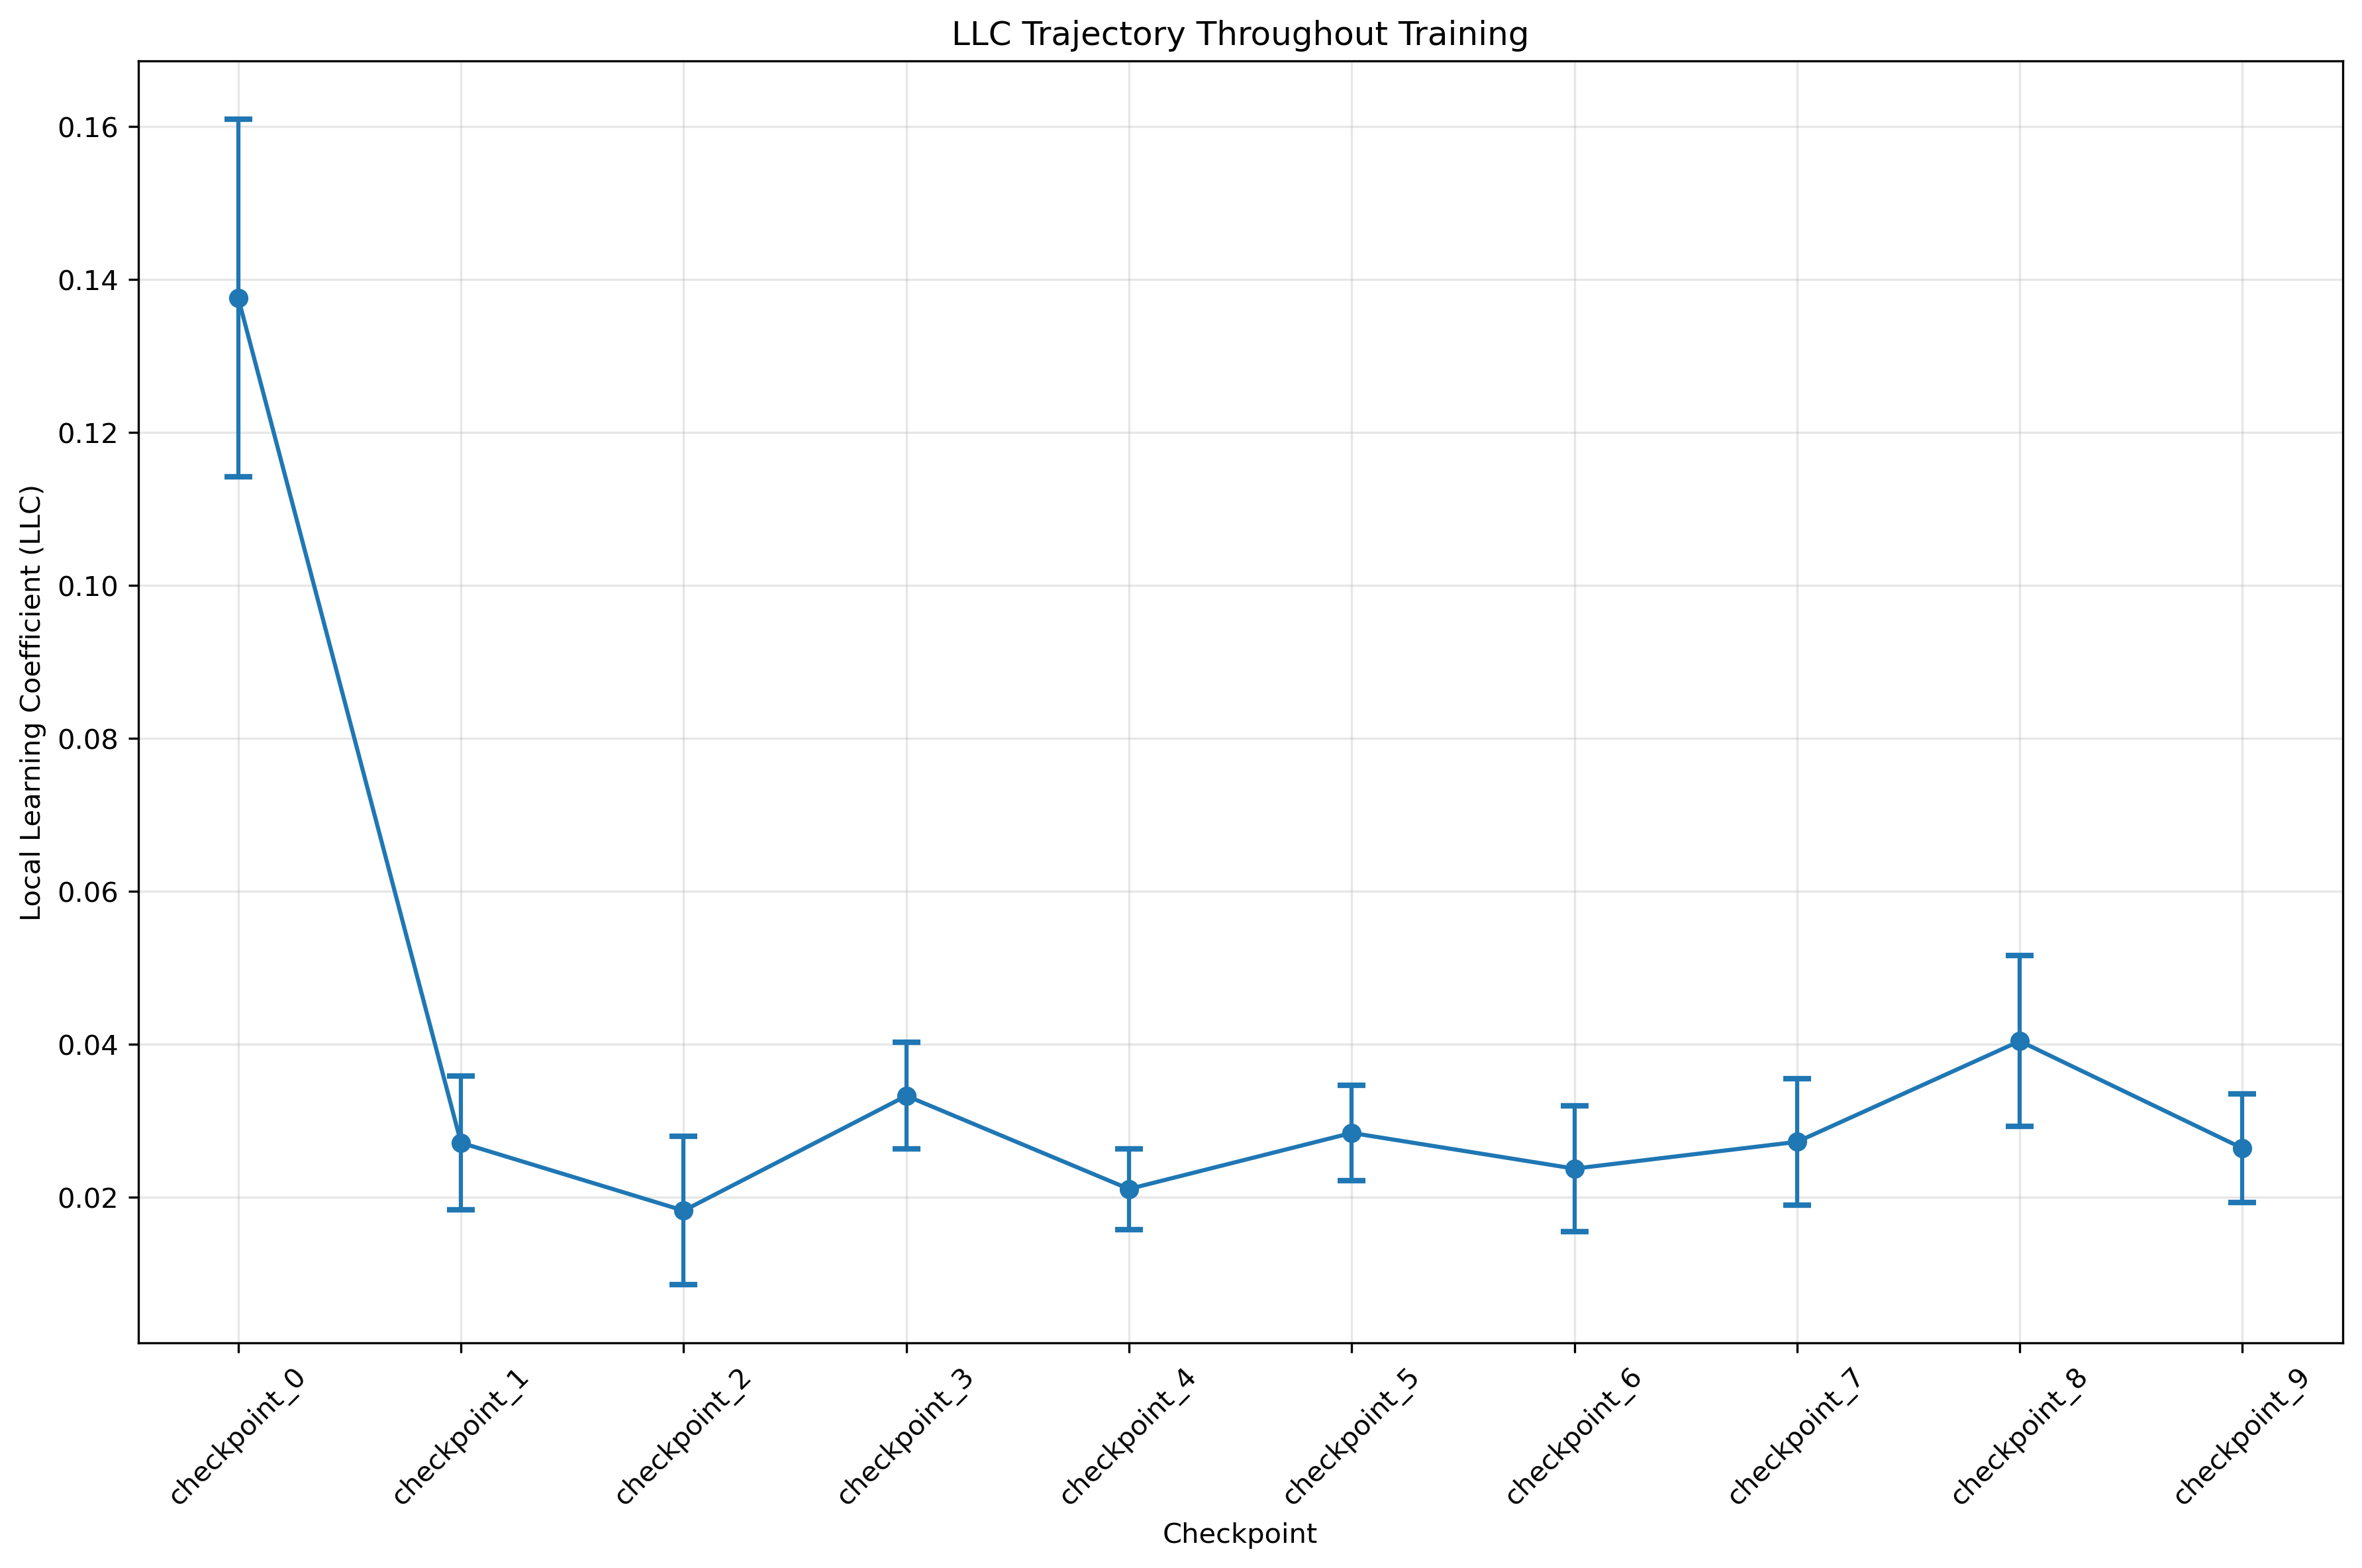 LLC Trajectory Throughout Training
Local Learning Coefficient (LLC)
0.16
0.14
0.12
0.10
0.08
0.06
0.04
0.02
checkpoint_0
checkpoint_1
checkpoint_2
checkpoint_3
checkpoint_4
checkpoint_5
checkpoint_6
checkpoint_7
checkpoint_8
checkpoint_9
Checkpoint